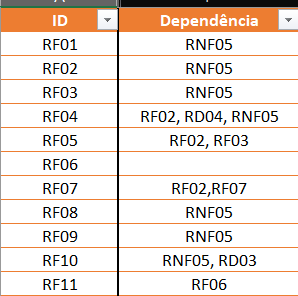 ID Dependência
RF01 RNF05
RF02 RNF05
RF03 RNF05
RF04 RF02, RD04, RNF05
RF05 RF02, RF03
RF06
RF07 RF02,RF07
RF08 RNF05
RF09 RNF05
RF10 RNF05, RD03
RF11 RF06